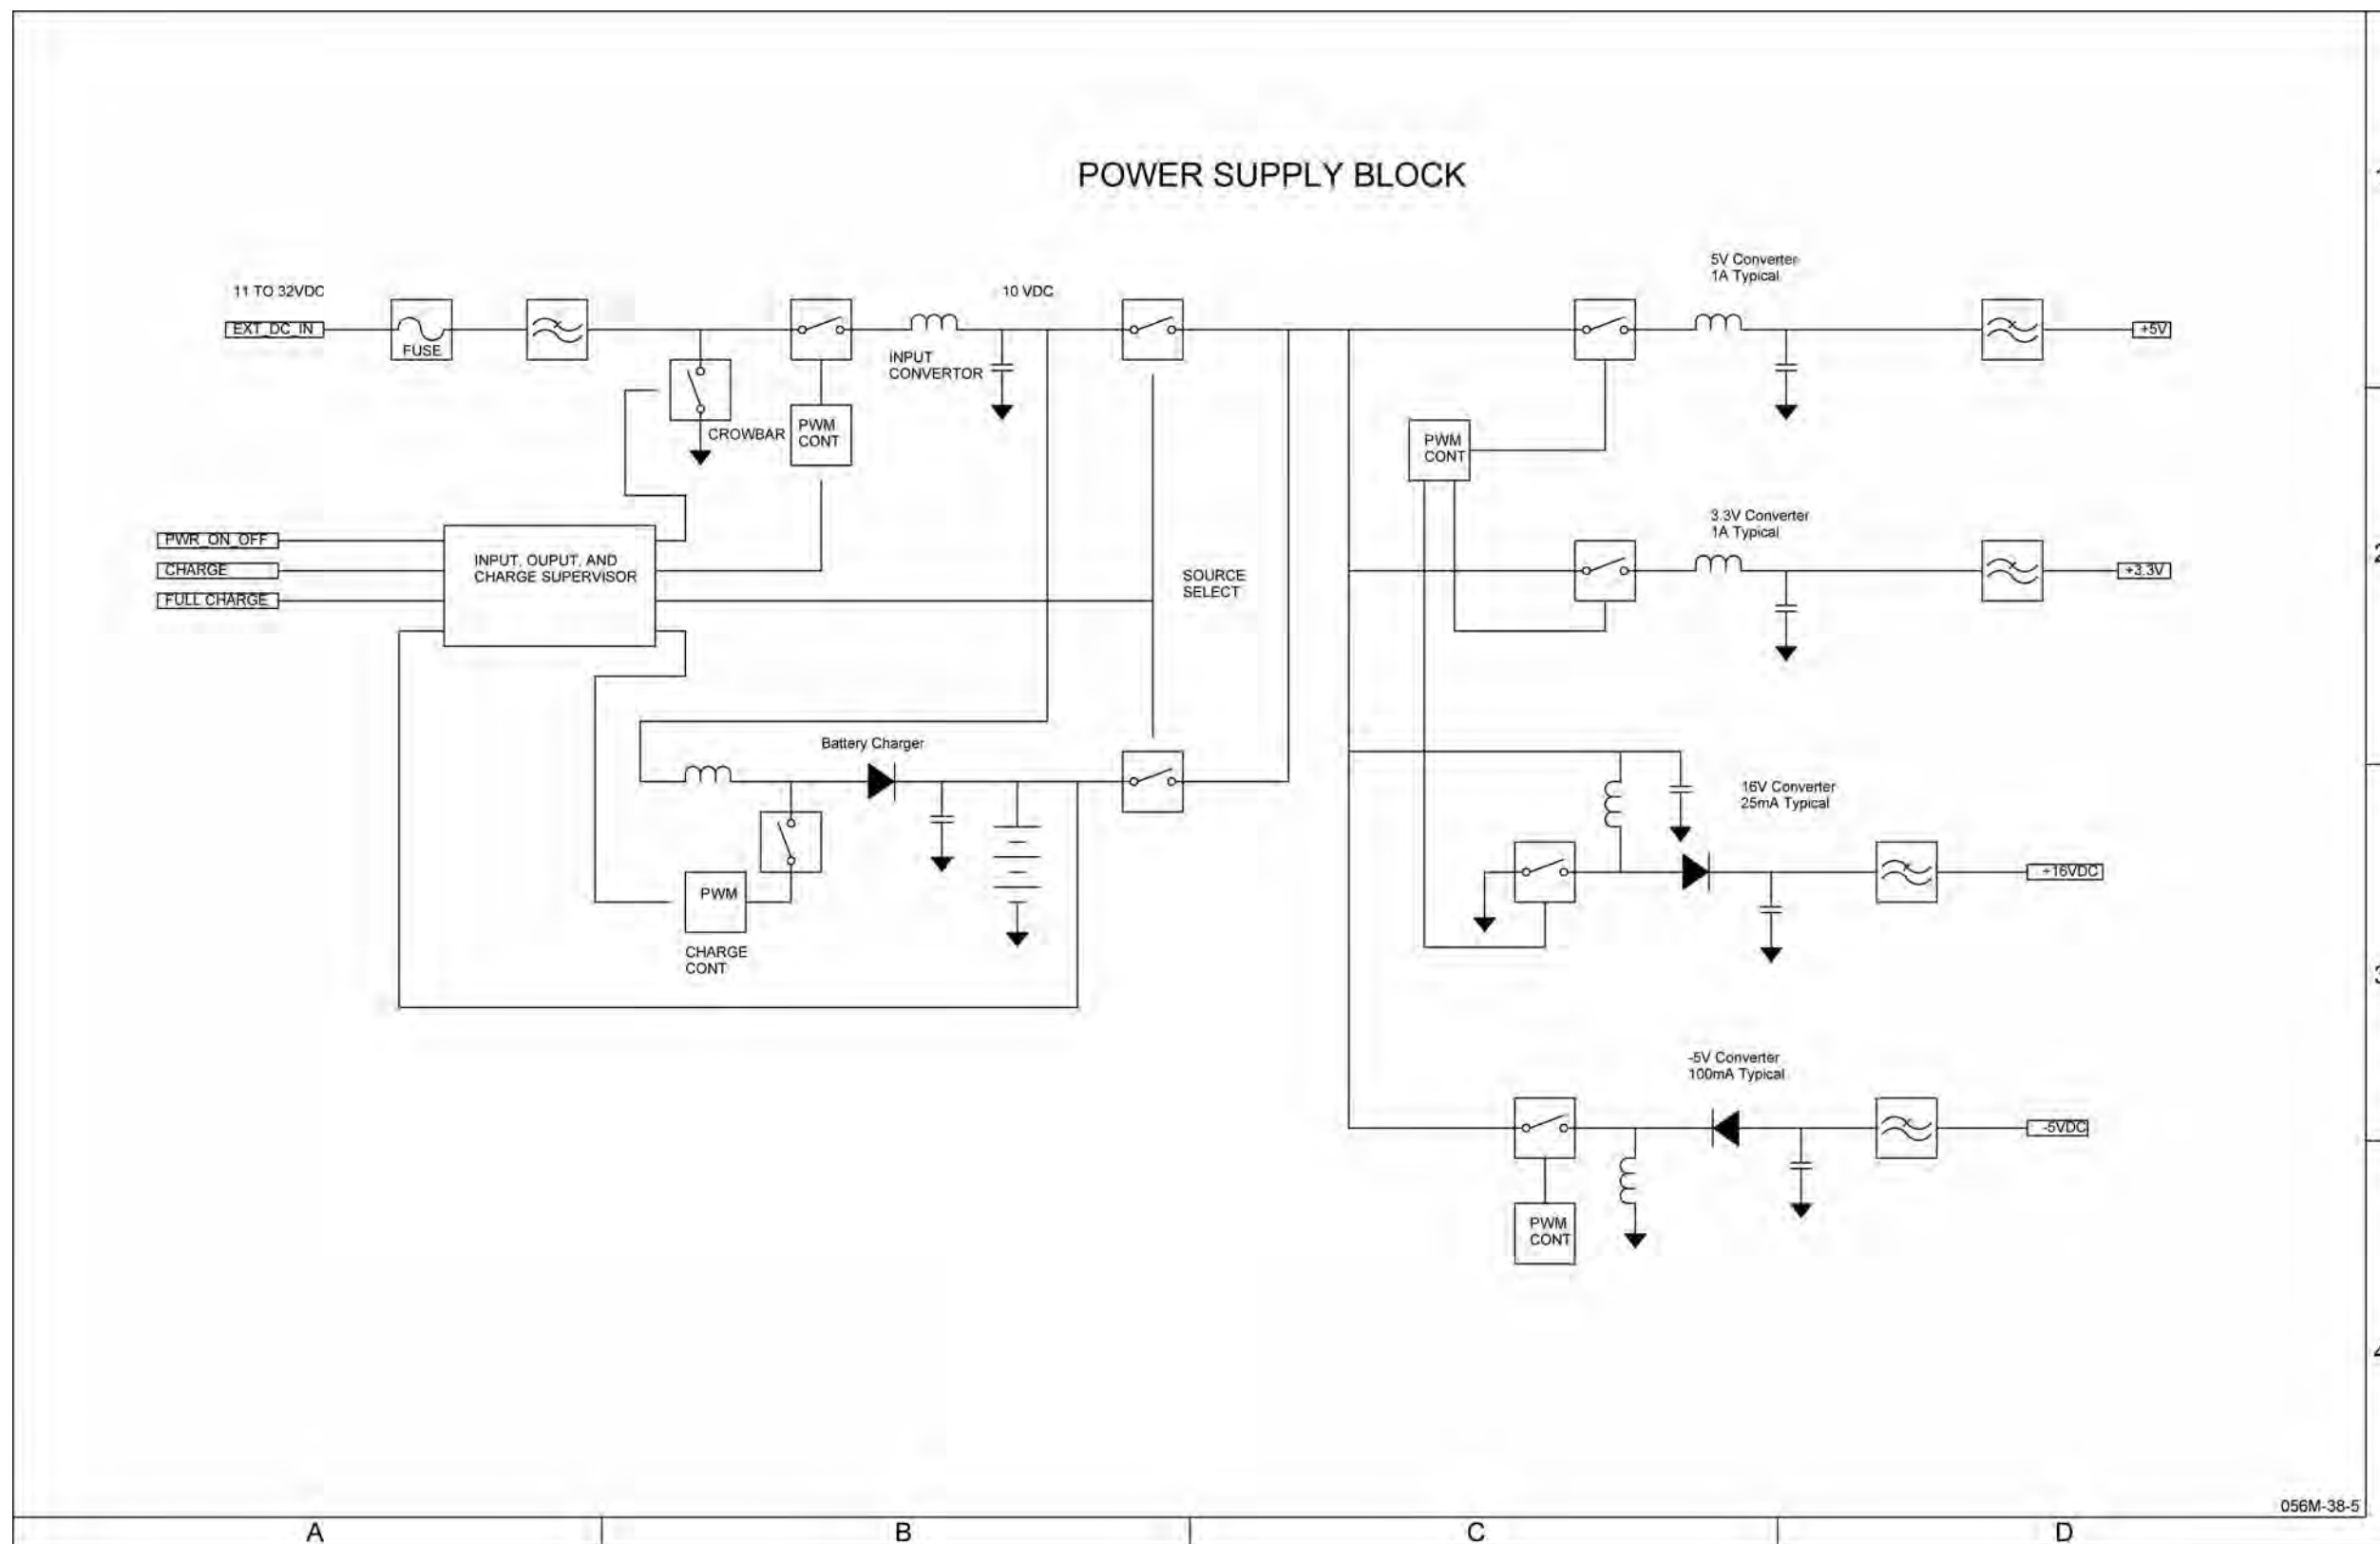 POWER SUPPLY BLOCK
11 TO 32VDC
EXT_DC_IN
FUSE
CROWBAR
PWM
CONT
INPUT
CONVERTOR
10 VDC
5V Converter
1A Typical
+5V
PWM
CONT
PWR_ON_OFF
CHARGE
FULL CHARGE
INPUT, OUPUT, AND
CHARGE SUPERVISOR
SOURCE
SELECT
3.3V Converter
1A Typical
+3.3V
Battery Charger
PWM
CHARGE
CONT
16V Converter
25mA Typical
+16VDC
-5V Converter
100mA Typical
-5VDC
PWM
CONT
2
056M-38-5
A
B
C
D